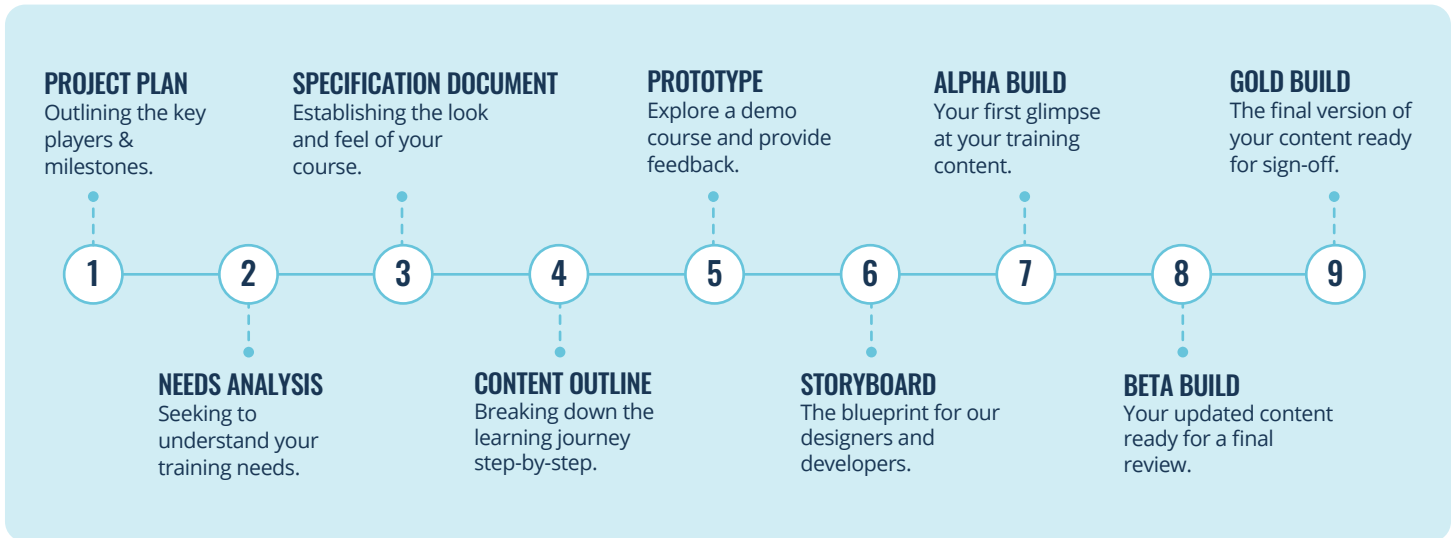 PROJECT PLAN
Outlining the key
players &
milestones.
SPECIFICATION DOCUMENT
Establishing the look
and feel of your
course.
PROTOTYPE
Explore a demo
course and provide
feedback.
ALPHA BUILD
Your first glimpse
at your training
content.
GOLD BUILD
The final version of
your content ready
for sign-off.
1
2
3
4
5
6
7
8
9
NEEDS ANALYSIS
Seeking to
understand your
training needs.
CONTENT OUTLINE
Breaking down the
learning journey
step-by-step.
STORYBOARD
The blueprint for our
designers and
developers.
BETA BUILD
Your updated content
ready for a final
review.